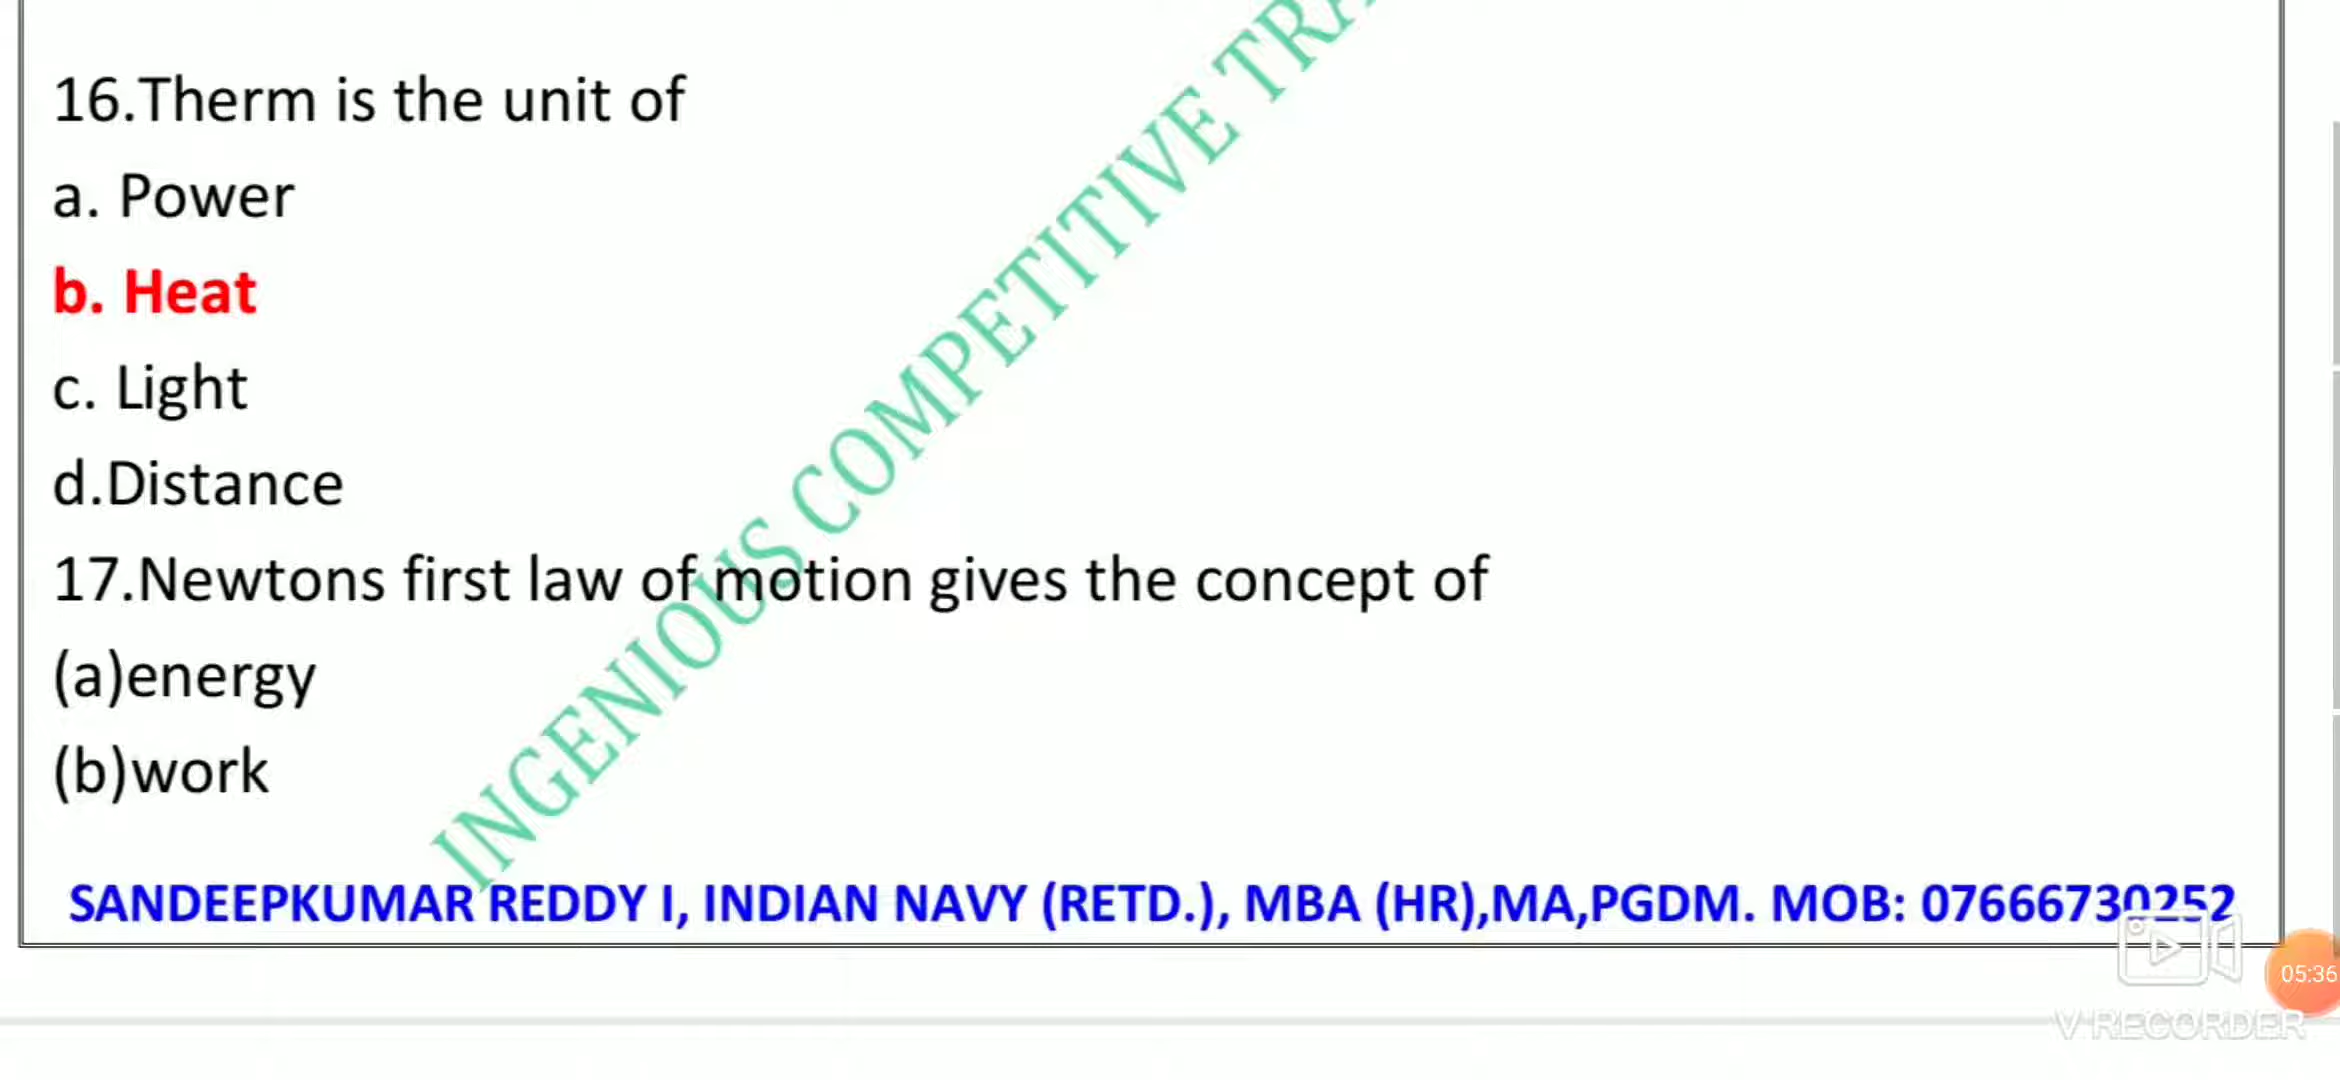 INGENIOUS COMPETITIVE
16.Therm is the unit of
a. Power
b. Heat
c. Light
d.Distance
17.Newtons first law of motion gives the concept of
(a)energy
(b)work
SANDEEPKUMAR REDDY I, INDIAN NAVY (RETD.), MBA (HR),MA,PGDM. MOB: 07666730252
05:36
V RECORDER